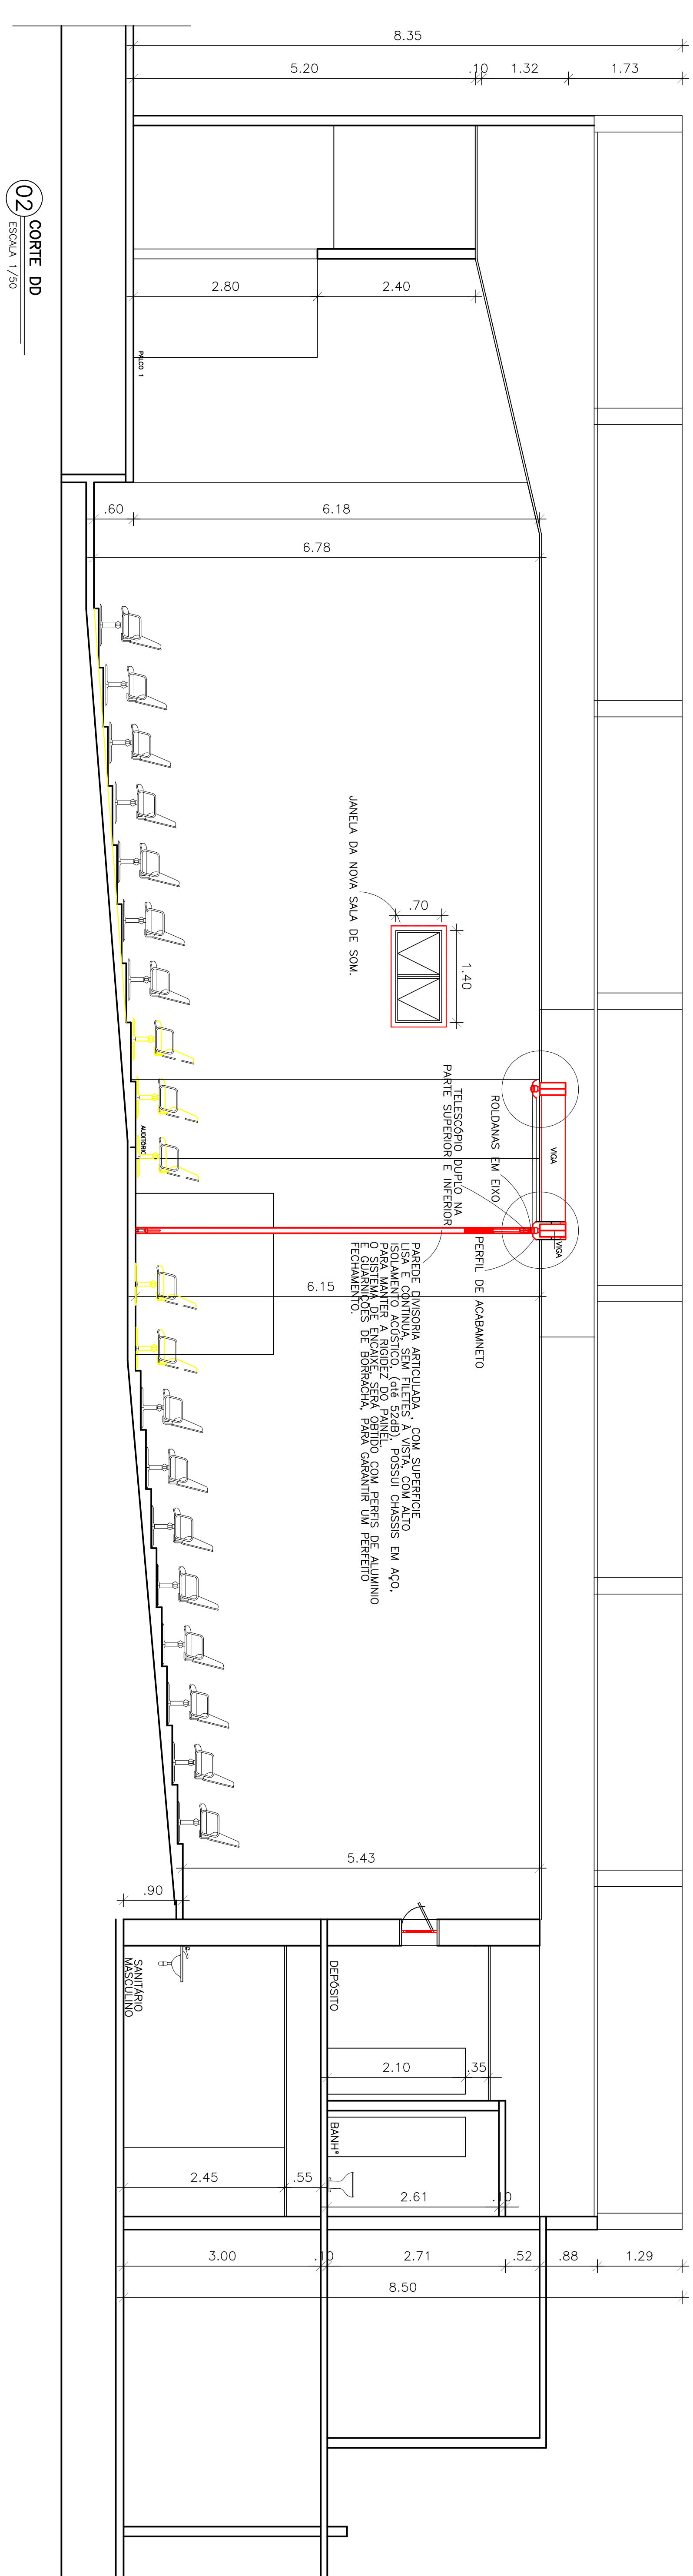 8.35
5.20
.10
1.32
1.73
2.80
2.40
PALCO 1
.60
6.18
6.78
JANELA DA NOVA SALA DE SOM.
.70
1.40
VIGA
VIGA
ROLDANAS EM EIXO
TELESCÓPIO DUPLO NA
PARTE SUPERIOR E INFERIOR
PERFIL DE ACABAMNETO
AUDITÓRIO
6.15
PAREDE DIVISORIA ARTICULADA , COM SUPERFICIE
LISA E CONTINUA, SEM FILETES À VISTA, COM ALTO
ISOLAMENTO ACÚSTICO, (até 52dB), POSSUI CHASSIS EM AÇO,
PARA MANTER A RIGIDEZ DO PAINEL.
O SISTEMA DE ENCAIXE, SERÁ OBTIDO COM PERFIS DE ALUMINIO
E GUARNIÇÕES DE BORRACHA, PARA GARANTIR UM PERFEITO
FECHAMENTO.
5.43
.90
SANITÁRIO
MASCULINO
DEPÓSITO
2.10
.35
BANHº
2.45
.55
2.61
.10
3.00
.10
2.71
.52
.88
1.29
8.50
02
CORTE DD
ESCALA 1/50